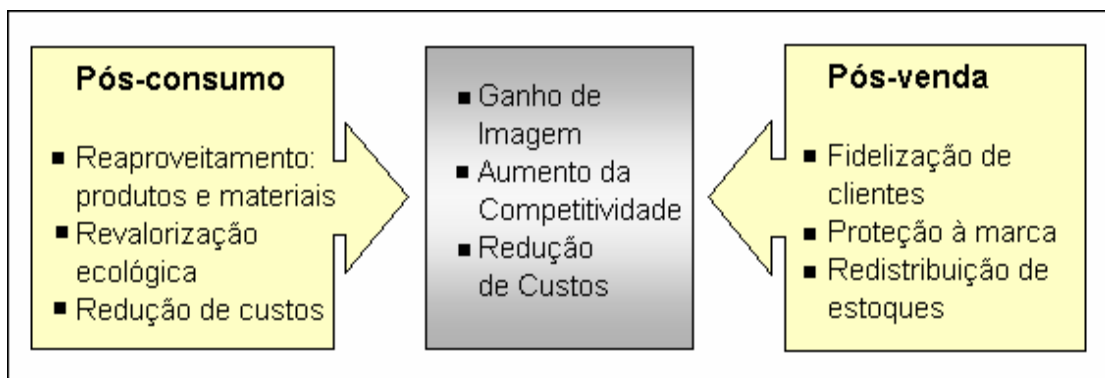 Pós-consumo
▪ Reaproveitamento:
produtos e materiais
▪ Revalorização
ecológica
▪ Redução de custos
▪ Ganho de
Imagem
▪ Aumento da
Competitividade
▪ Redução
de Custos
Pós-venda
▪ Fidelização de
clientes
▪ Proteção à marca
▪ Redistribuição de
estoques